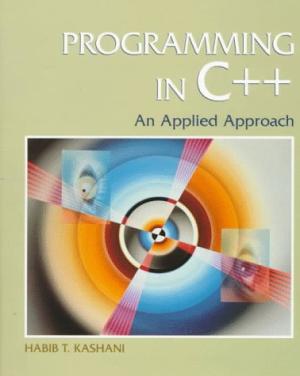 PROGRAMMING
IN C++
An Applied Approach
HABIB T. KASHANI